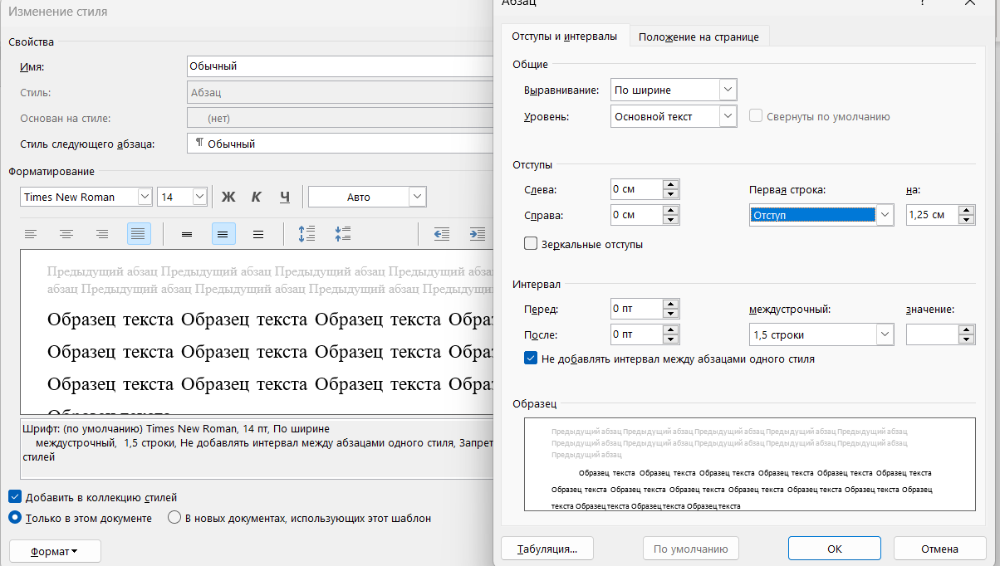 Изменение стиля
Свойства
Имя: Обычный
Стиль: Абзац
Основан на стиле: (нет)
Стиль следующего абзаца: ¶ Обычный
Форматирование
Times New Roman 14 Ж К Ч Авто
Предыдущий абзац Предыдущий абзац Предыдущий абзац Предыдущий абза
абзац Предыдущий абзац Предыдущий абзац Предыдущий абзац Предыдущи
Образец текста Образец текста Образец текста Обра
Образец текста Образец текста Образец текста Обра
Образец текста Образец текста Образец текста Обра
Образец текста
Шрифт: (по умолчанию) Times New Roman, 14 пт, По ширине
междустрочный, 1,5 строки, Не добавлять интервал между абзацами одного стиля, Запрет
стилей
Добавить в коллекцию стилей
Только в этом документе В новых документах, использующих этот шаблон
Формат
Абзац ?
Отступы и интервалы Положение на странице
Общие
Выравнивание: По ширине
Уровень: Основной текст Свернуты по умолчанию
Отступы
Слева: 0 см Первая строка: на:
Справа: 0 см Отступ 1,25 см
Зеркальные отступы
Интервал
Перед: 0 пт междустрочный: значение:
После: 0 пт 1,5 строки
Не добавлять интервал между абзацами одного стиля
Образец
Предыдущий абзац Предыдущий абзац Предыдущий абзац Предыдущий абзац Предыдущий абзац
Предыдущий абзац Предыдущий абзац Предыдущий абзац Предыдущий абзац Предыдущий абзац
Предыдущий абзац
Образец текста Образец текста Образец текста Образец текста Образец текста Образец текста
Образец текста Образец текста Образец текста Образец текста Образец текста Образец
текста Образец текста Образец текста Образец текста
Табуляция... По умолчанию ОК Отмена